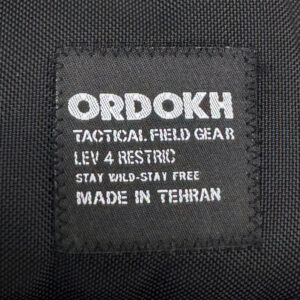 ORDOKH
TACTICAL FIELD GEAR
LEV 4 RESTRIC
STAY WILD-STAY FREE
MADE IN TEHRAN